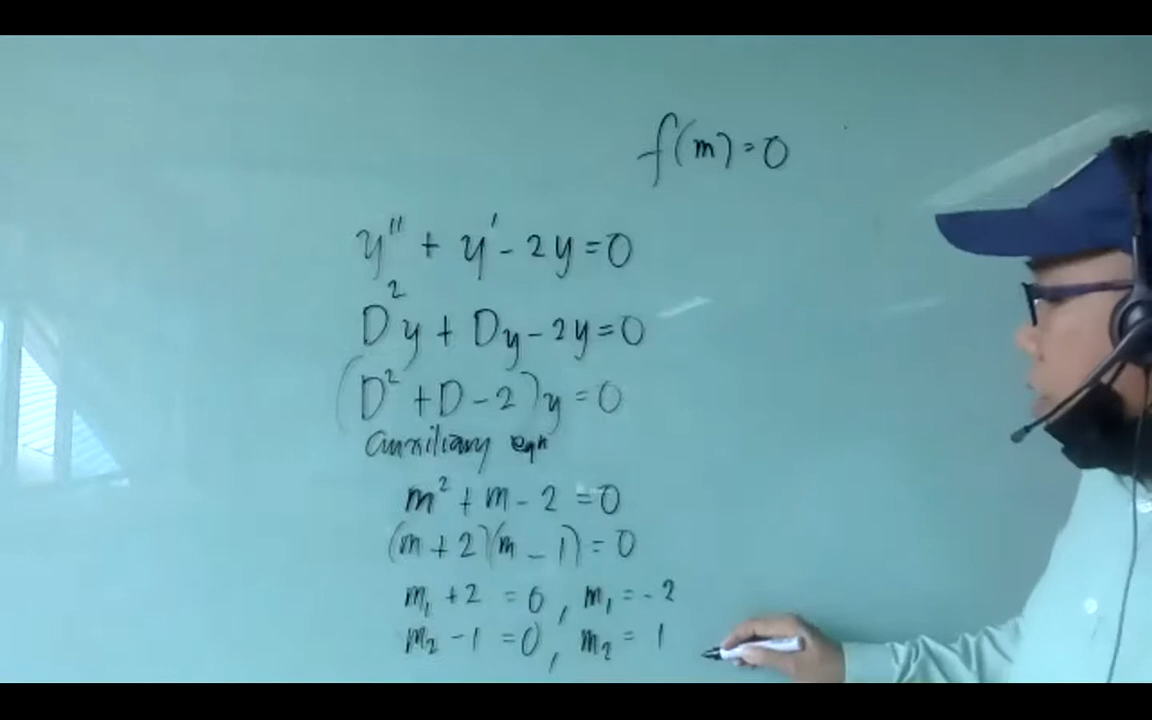 f(m)=0
y'' + y' - 2y = 0
D²y + Dy - 2y = 0
(D² + D - 2)y = 0
auxiliary eqn
m² + m - 2 = 0
(m + 2)(m - 1) = 0
m₁ + 2 = 0, m₁ = -2
m₂ - 1 = 0, m₂ = 1